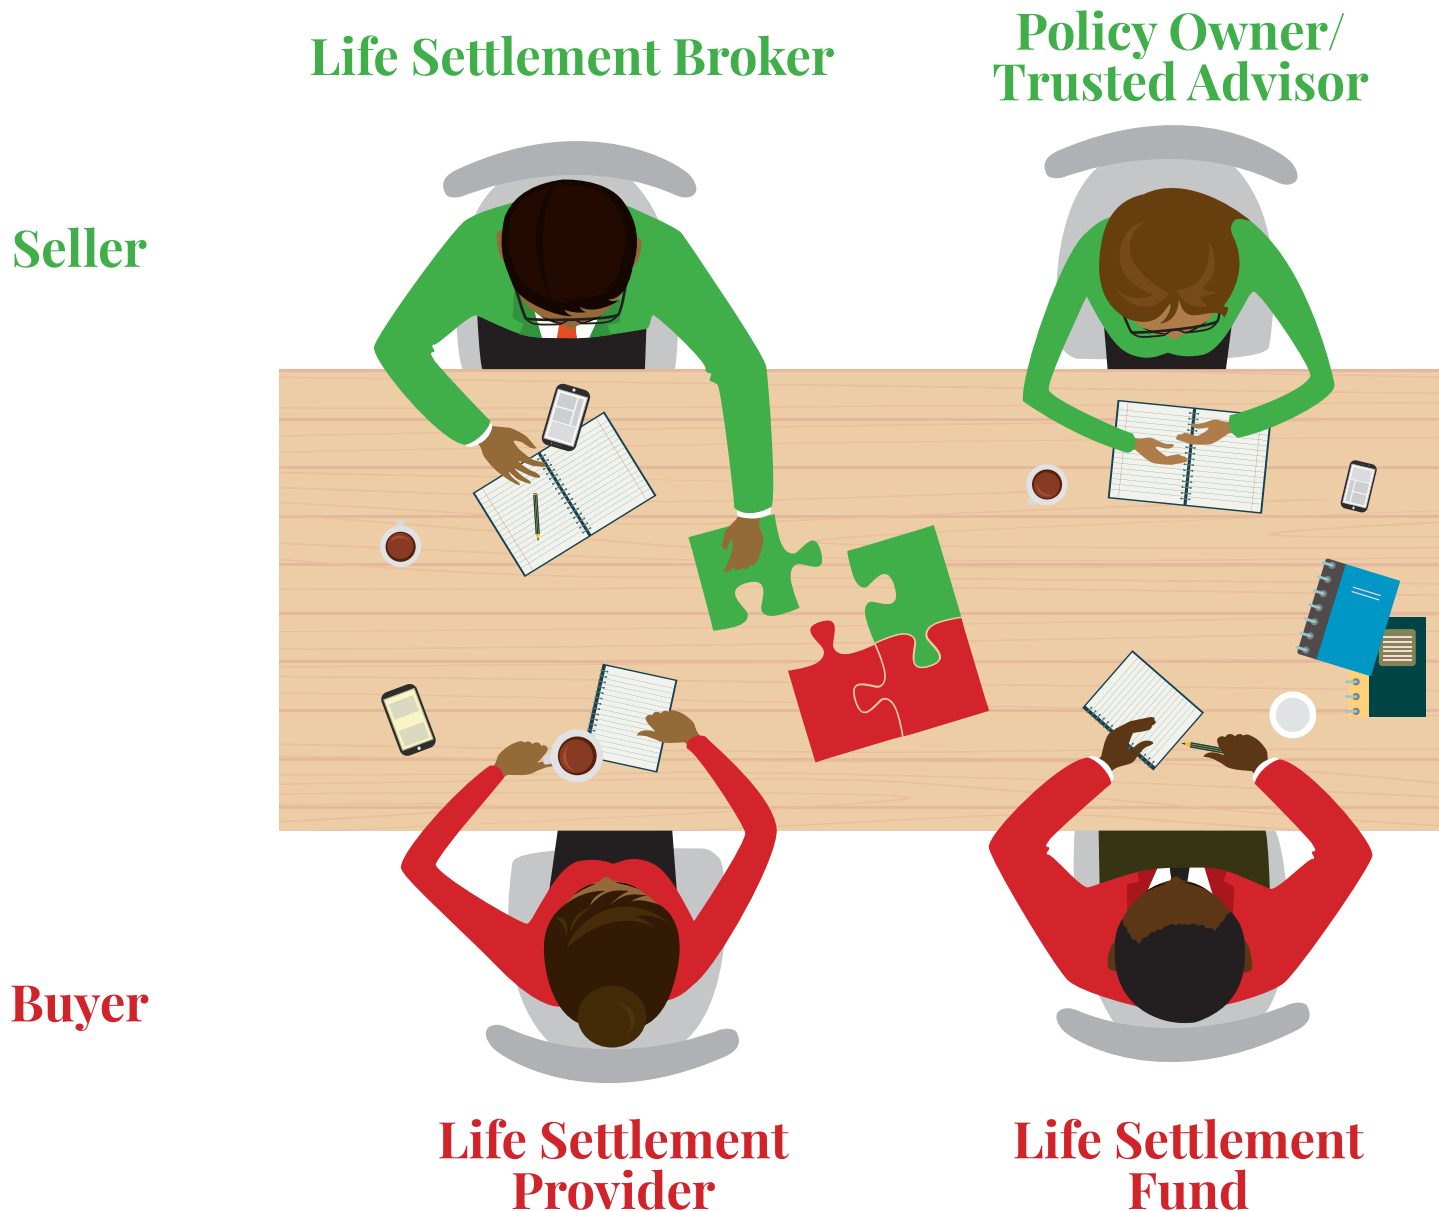 Life Settlement Broker
Policy Owner/
Trusted Advisor
Seller
Buyer
Life Settlement
Provider
Life Settlement
Fund